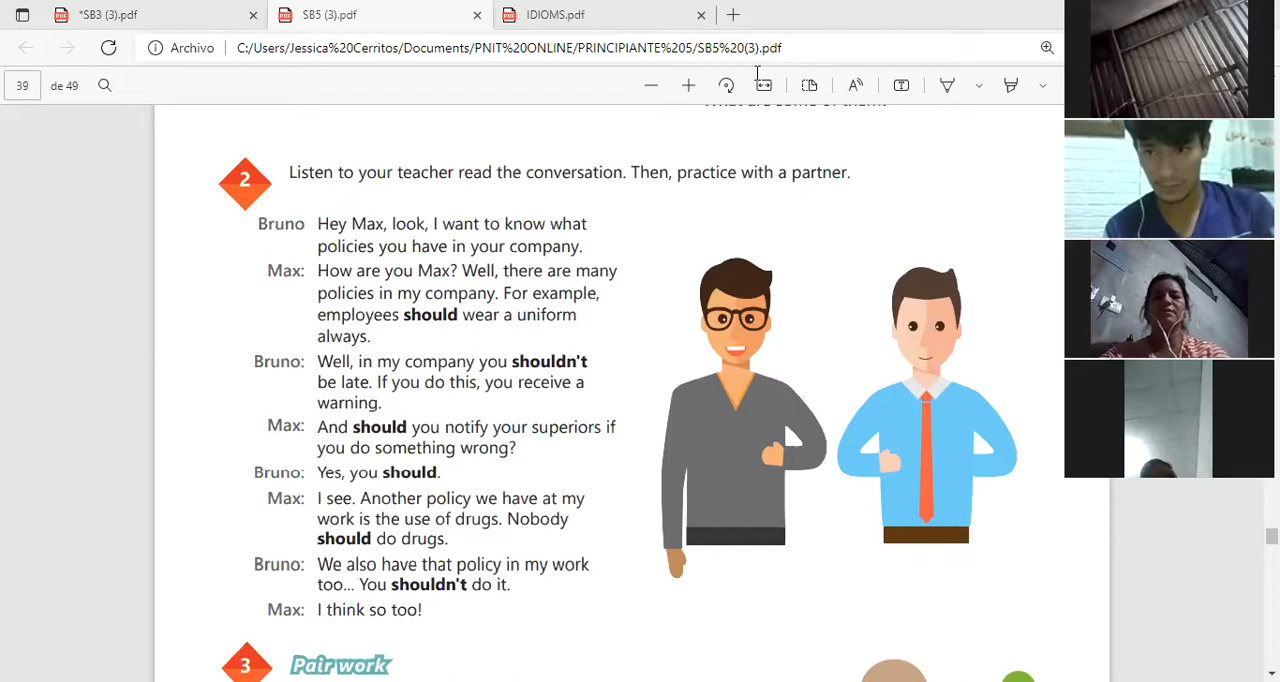 *SB3 (3).pdf
SB5 (3).pdf
IDIOMS.pdf
Archivo
C:/Users/Jessica%20Cerritos/Documents/PNIT%20ONLINE/PRINCIPIANTE%205/SB5%20(3).pdf
39
de 49
2
Listen to your teacher read the conversation. Then, practice with a partner.
Bruno Hey Max, look, I want to know what
policies you have in your company.
Max: How are you Max? Well, there are many
policies in my company. For example,
employees should wear a uniform
always.
Bruno: Well, in my company you shouldn't
be late. If you do this, you receive a
warning.
Max: And should you notify your superiors if
you do something wrong?
Bruno: Yes, you should.
Max: I see. Another policy we have at my
work is the use of drugs. Nobody
should do drugs.
Bruno: We also have that policy in my work
too... You shouldn't do it.
Max: I think so too!
3
Pair work